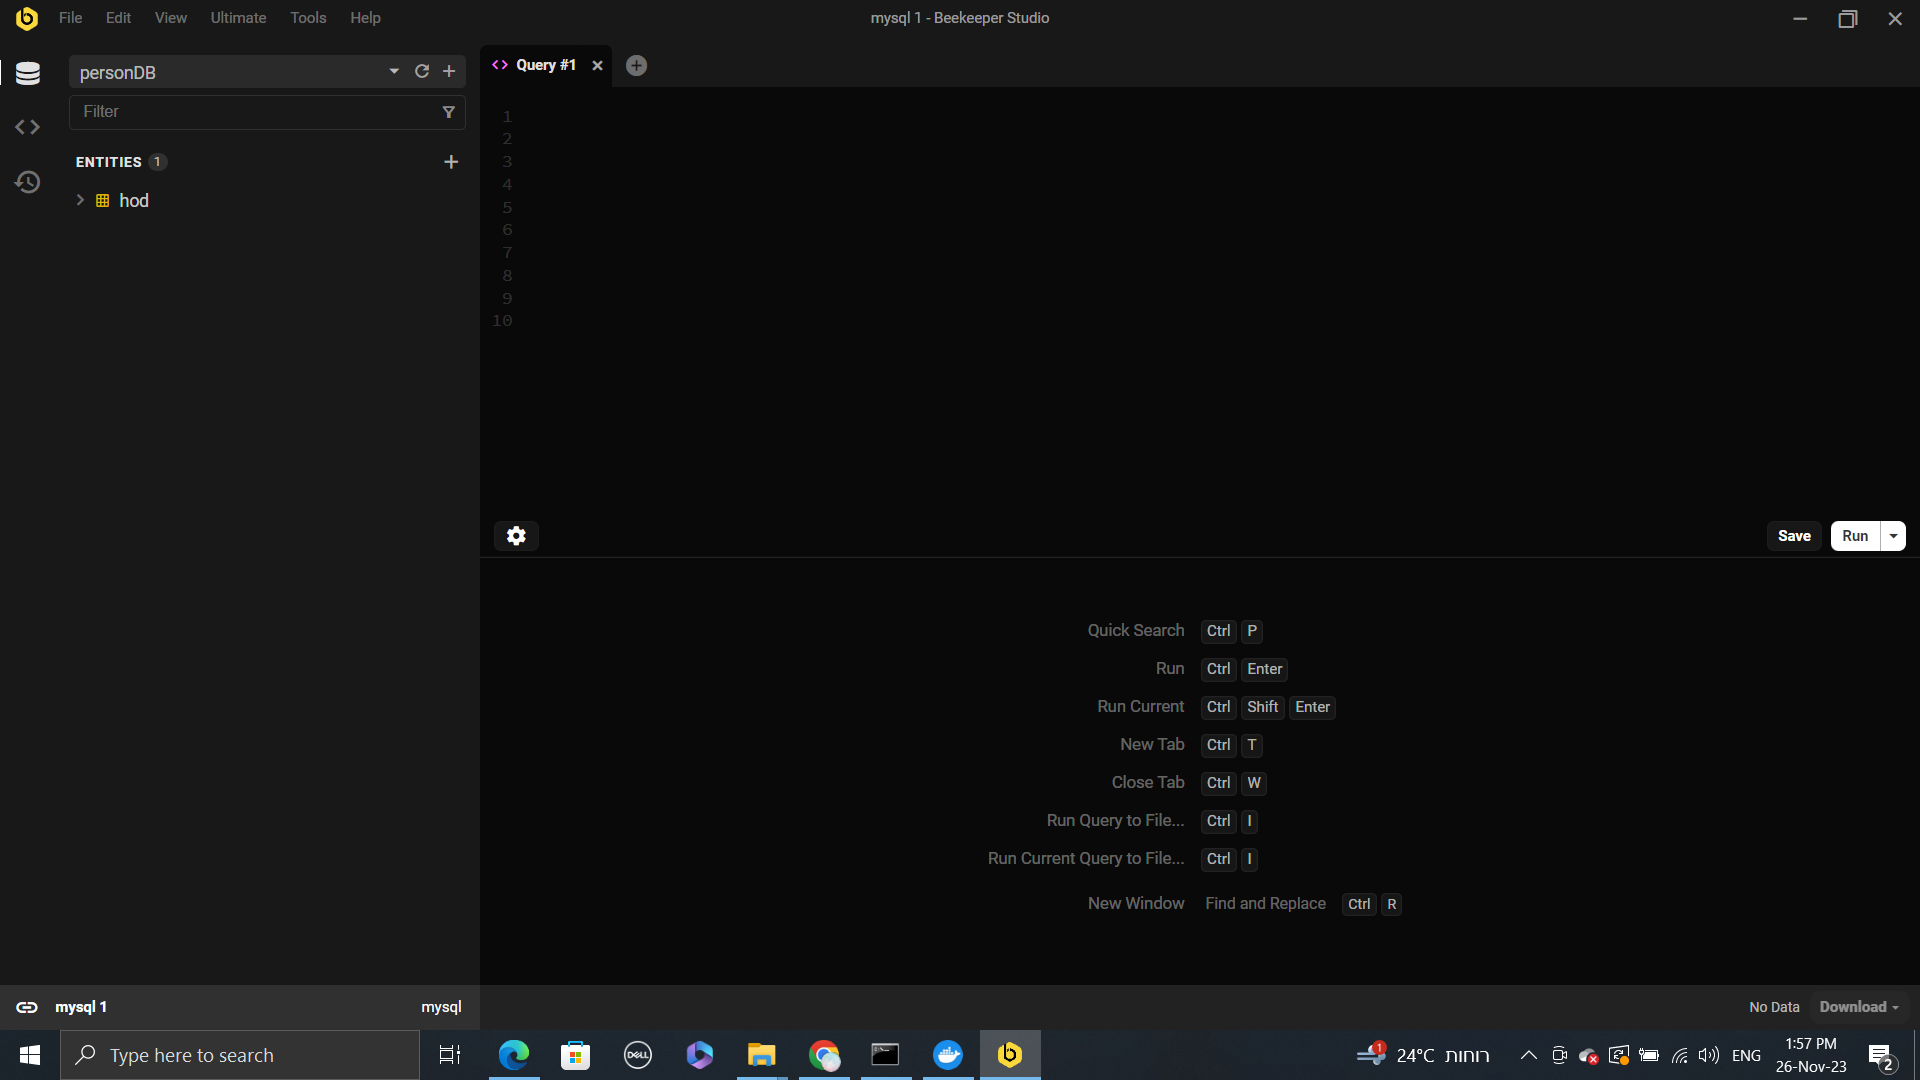 File Edit View Ultimate Tools Help
mysql 1 - Beekeeper Studio
personDB
Filter
ENTITIES 1
hod
Query #1
1
2
3
4
5
6
7
8
9
10
Save Run
Quick Search Ctrl P
Run Ctrl Enter
Run Current Ctrl Shift Enter
New Tab Ctrl T
Close Tab Ctrl W
Run Query to File... Ctrl I
Run Current Query to File... Ctrl I
New Window Find and Replace Ctrl R
mysql 1 mysql
No Data Download
Type here to search
DELL
1
24°C רוחות
ENG
1:57 PM
26-Nov-23
2